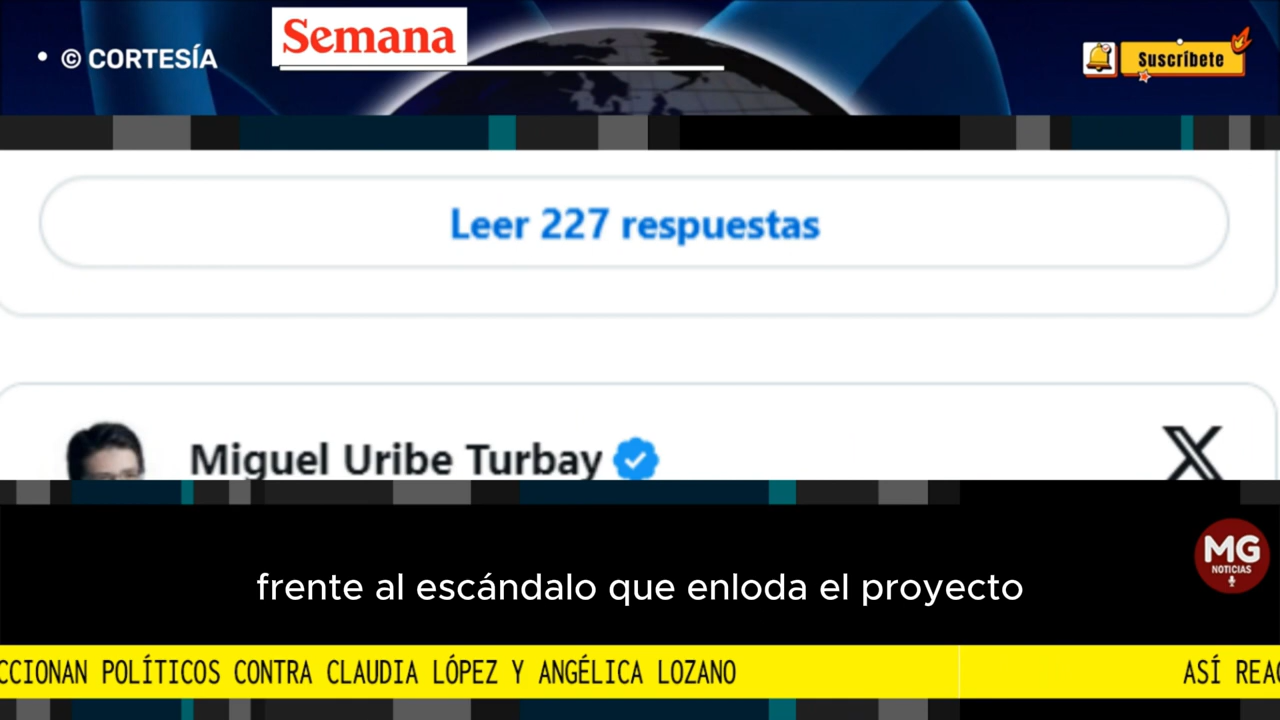 • © CORTESÍA
Semana
Suscríbete
Leer 227 respuestas
Miguel Uribe Turbay
X
MG
NOTICIAS
frente al escándalo que enloda el proyecto
CCIONAN POLÍTICOS CONTRA CLAUDIA LÓPEZ Y ANGÉLICA LOZANO
ASÍ REAC